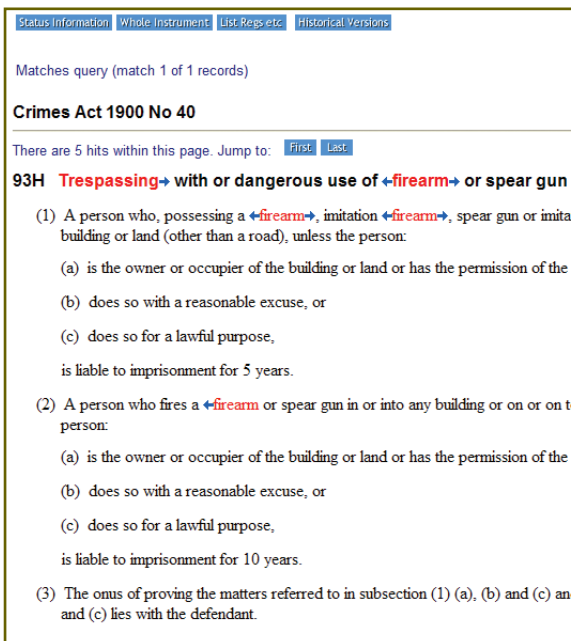 Status Information Whole Instrument List Regs etc Historical Versions
Matches query (match 1 of 1 records)
Crimes Act 1900 No 40
There are 5 hits within this page. Jump to: First Last
93H Trespassing→ with or dangerous use of ←firearm→ or spear gun
(1) A person who, possessing a ←firearm→, imitation ←firearm→, spear gun or imita
building or land (other than a road), unless the person:
(a) is the owner or occupier of the building or land or has the permission of the
(b) does so with a reasonable excuse, or
(c) does so for a lawful purpose,
is liable to imprisonment for 5 years.
(2) A person who fires a ←firearm or spear gun in or into any building or on or on t
person:
(a) is the owner or occupier of the building or land or has the permission of the
(b) does so with a reasonable excuse, or
(c) does so for a lawful purpose,
is liable to imprisonment for 10 years.
(3) The onus of proving the matters referred to in subsection (1) (a), (b) and (c) an
and (c) lies with the defendant.